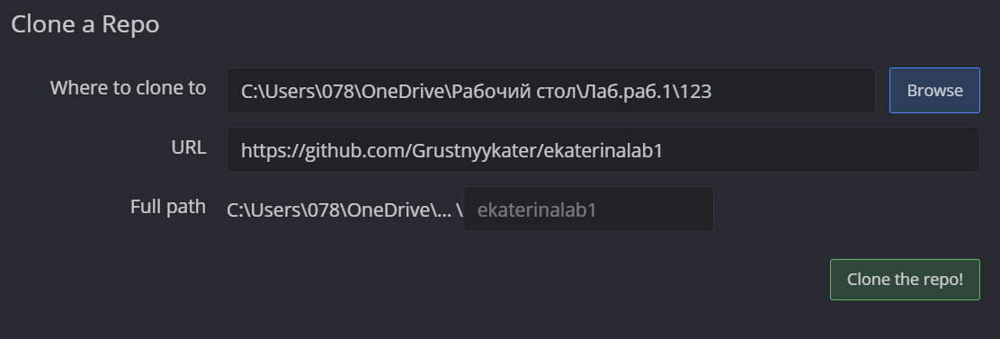 Clone a Repo
Where to clone to C:\Users\078\OneDrive\Рабочий стол\Лаб.раб.1\123 Browse
URL https://github.com/Grustnyykater/ekaterinalab1
Full path C:\Users\078\OneDrive\... \ ekaterinalab1
Clone the repo!